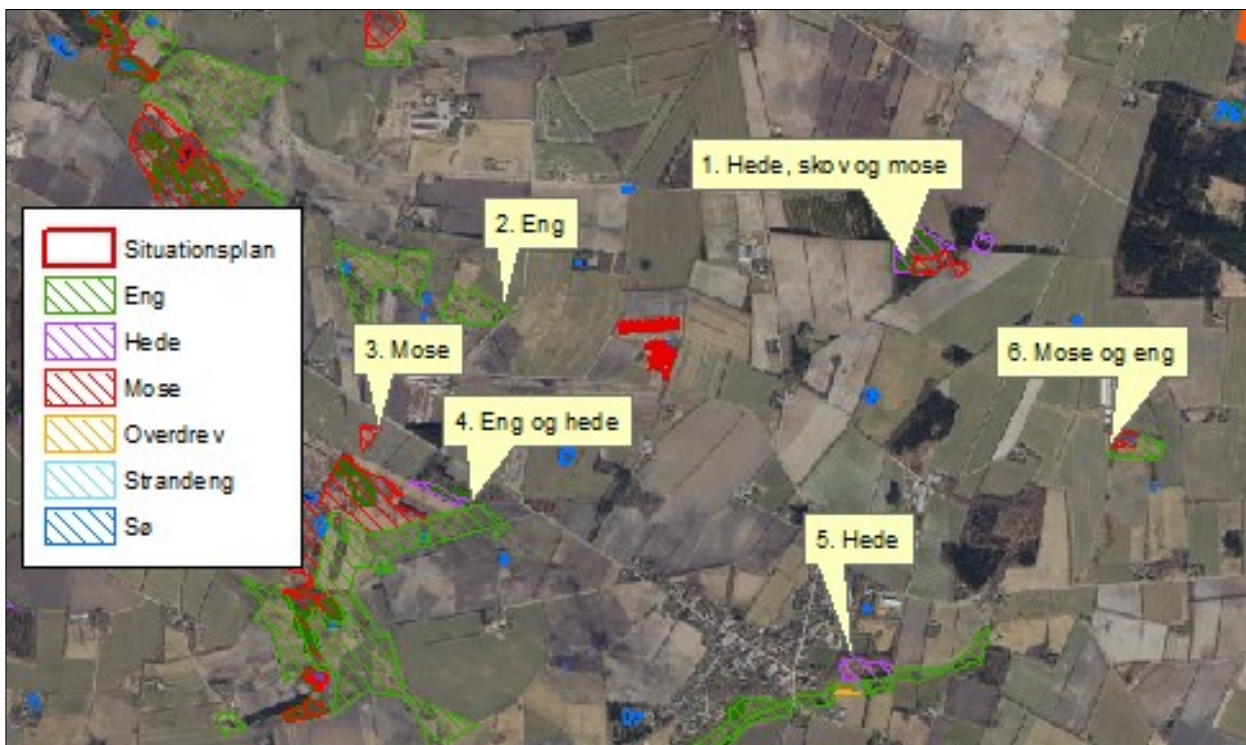 1. Hede, skov og mose
2. Eng
Situationsplan
Eng
Hede
Mose
Overdrev
Strandeng
Sø
3. Mose
6. Mose og eng
4. Eng og hede
5. Hede